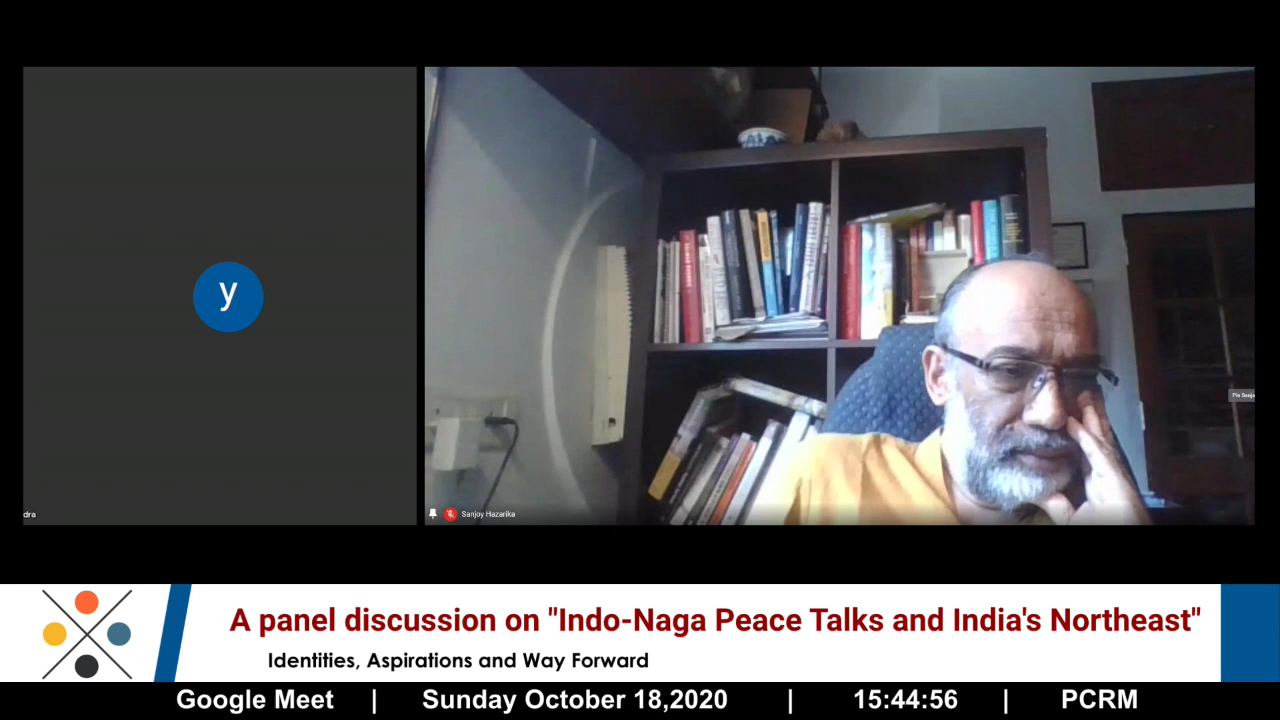 y
dra
Sanjoy Hazarika
A panel discussion on "Indo-Naga Peace Talks and India's Northeast"
Identities, Aspirations and Way Forward
Google Meet | Sunday October 18,2020 | 15:44:56 | PCRM